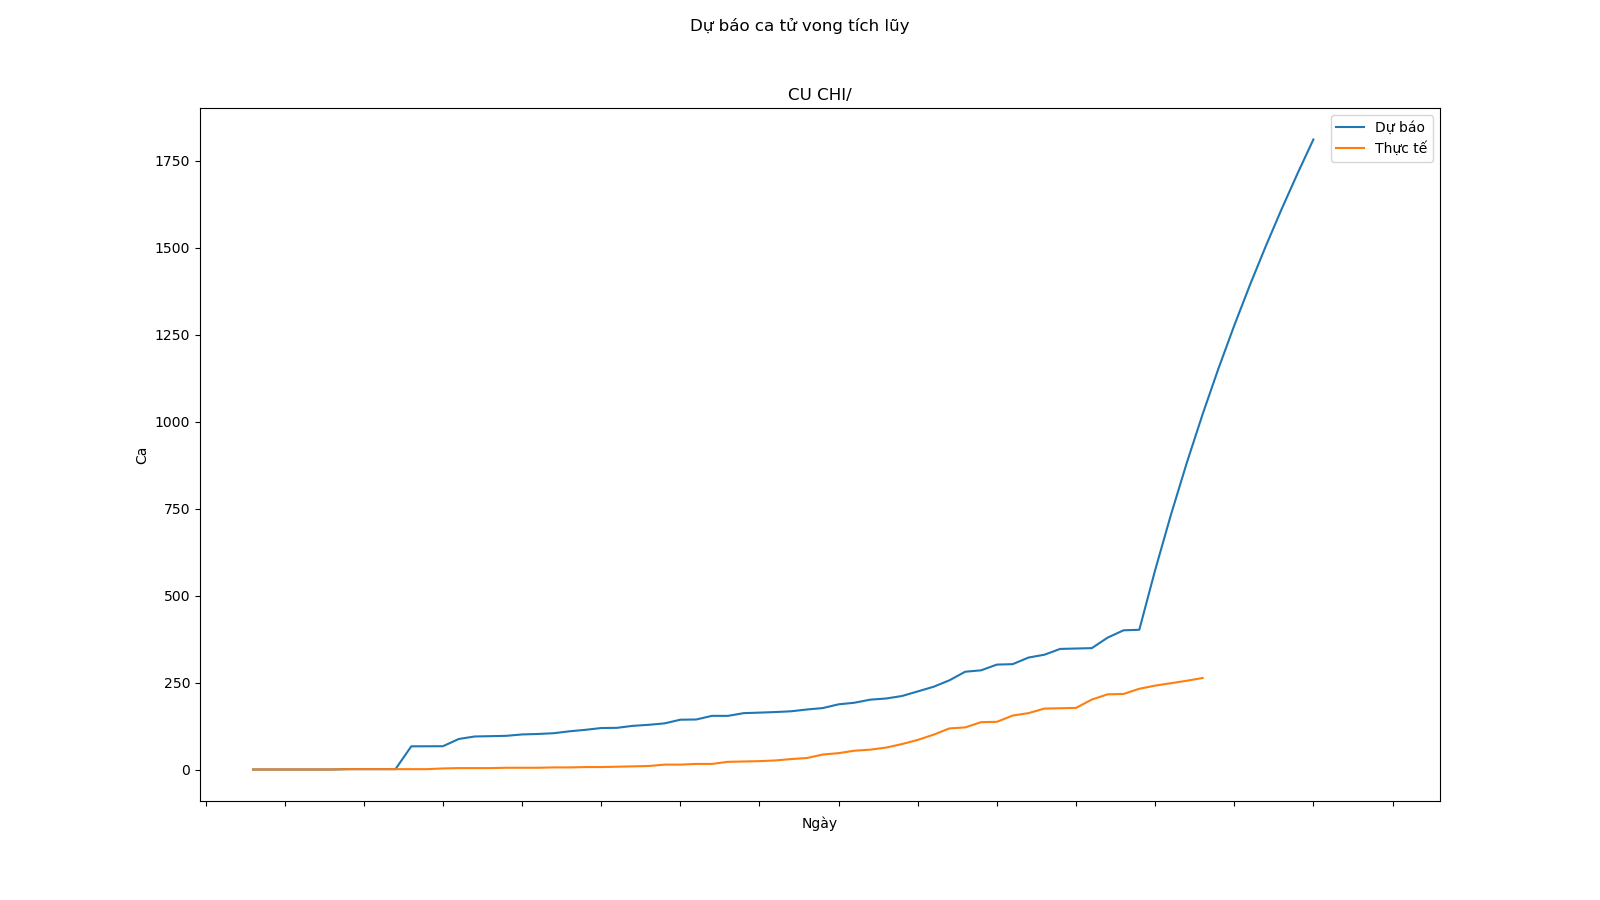 Dự báo ca tử vong tích lũy
CU CHI/
Dự báo
Thực tế
1750
1500
1250
1000
750
500
250
0
Ca
Ngày